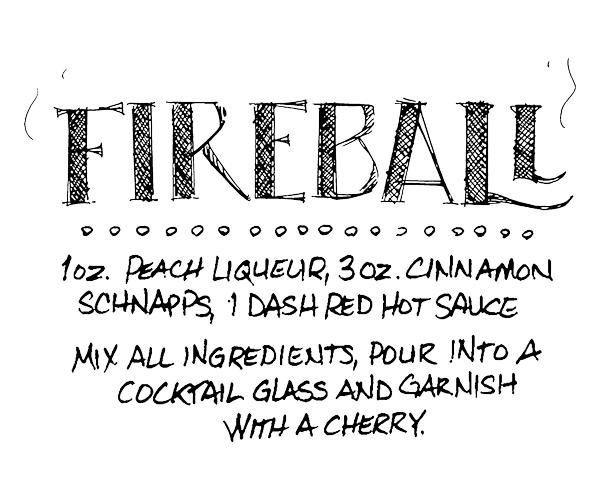 FIREBALL
1oz. PEACH LIQUEUR, 3oz. CINNAMON
SCHNAPPS, 1 DASH RED HOT SAUCE
MIX ALL INGREDIENTS, POUR INTO A
COCKTAIL GLASS AND GARNISH
WITH A CHERRY.